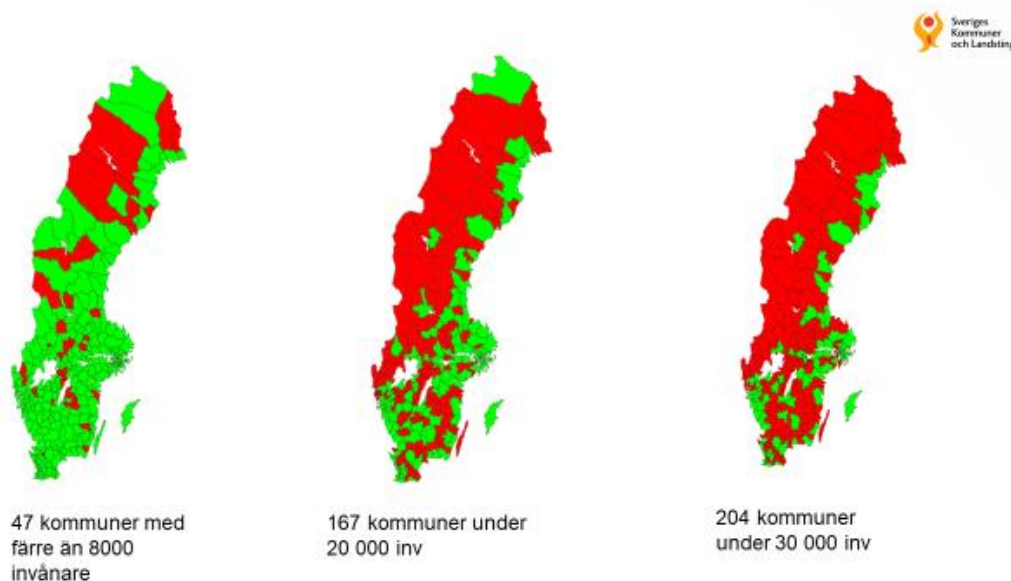 Sveriges
Kommuner
och Landsting
47 kommuner med
färre än 8000
invånare
167 kommuner under
20 000 inv
204 kommuner
under 30 000 inv